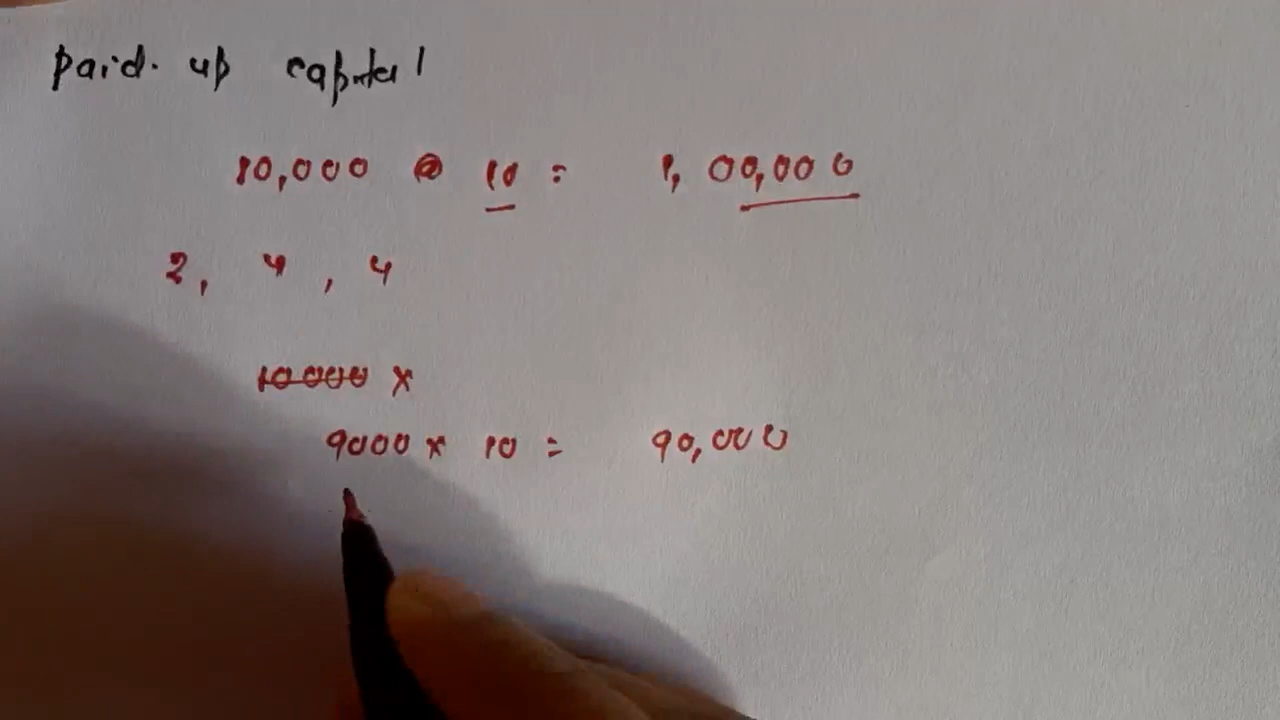 paid. up capital
10,000 @ 10 = 1,00,000
2, 4, 4
10000 x
9000 x 10 = 90,000